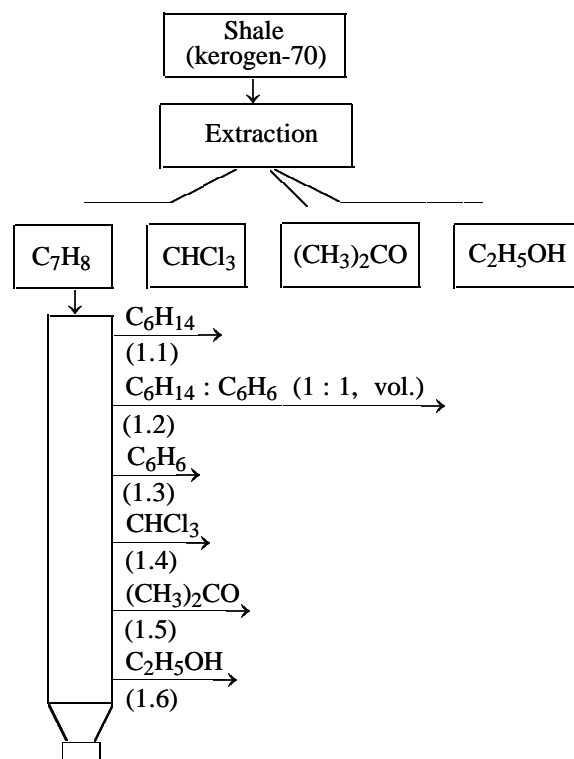 Shale
(kerogen-70)
Extraction
C₇H₈
CHCl₃
(CH₃)₂CO
C₂H₅OH
C₆H₁₄
(1.1)
C₆H₁₄ : C₆H₆ (1 : 1, vol.)
(1.2)
C₆H₆
(1.3)
CHCl₃
(1.4)
(CH₃)₂CO
(1.5)
C₂H₅OH
(1.6)